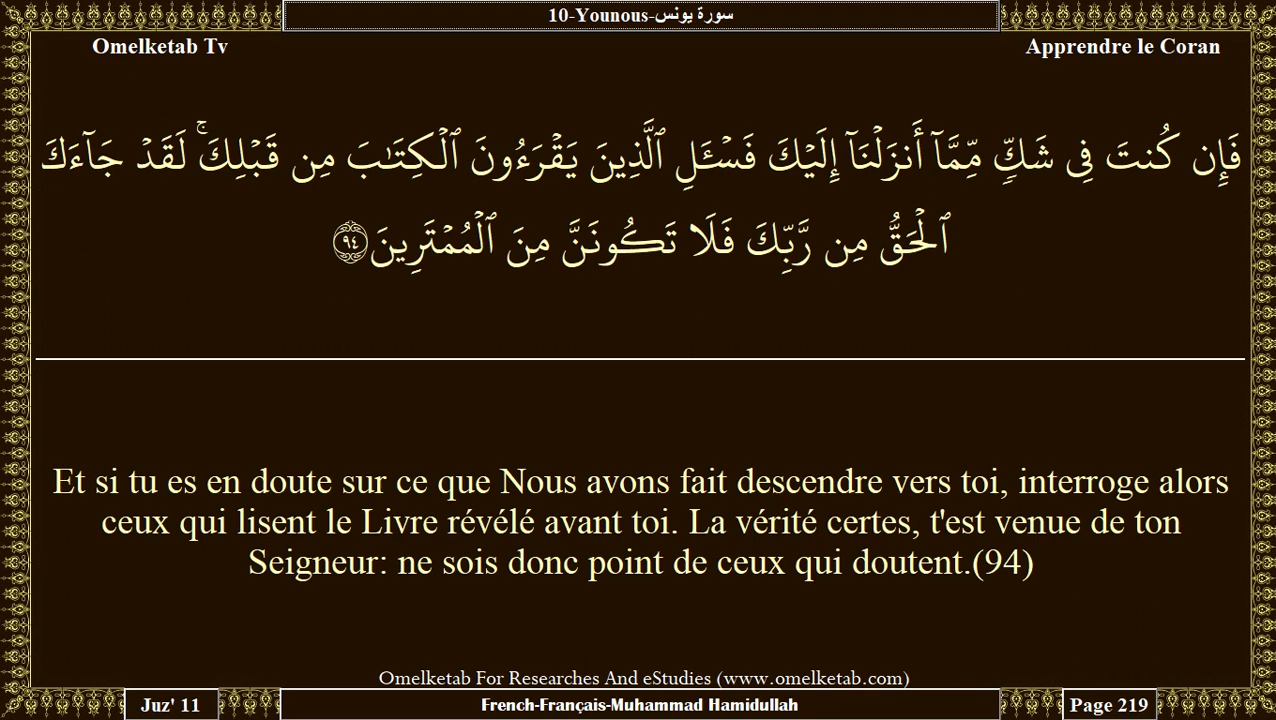 10-Younous-سورة يونس
Omelketab Tv
Apprendre le Coran
فَإِن كُنتَ فِى شَكٍّۢ مِّمَّآ أَنزَلْنَآ إِلَيْكَ فَسْـَٔلِ ٱلَّذِينَ يَقْرَءُونَ ٱلْكِتَـٰبَ مِن قَبْلِكَ ۚ لَقَدْ جَآءَكَ
ٱلْحَقُّ مِن رَّبِّكَ فَلَا تَكُونَنَّ مِنَ ٱلْمُمْتَرِينَ ٩٤
Et si tu es en doute sur ce que Nous avons fait descendre vers toi, interroge alors
ceux qui lisent le Livre révélé avant toi. La vérité certes, t'est venue de ton
Seigneur: ne sois donc point de ceux qui doutent.(94)
Omelketab For Researches And eStudies (www.omelketab.com)
Juz' 11
French-Français-Muhammad Hamidullah
Page 219